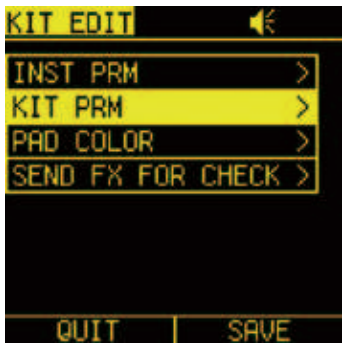 KIT EDIT
INST PRM >
KIT PRM >
PAD COLOR >
SEND FX FOR CHECK >
QUIT SAVE